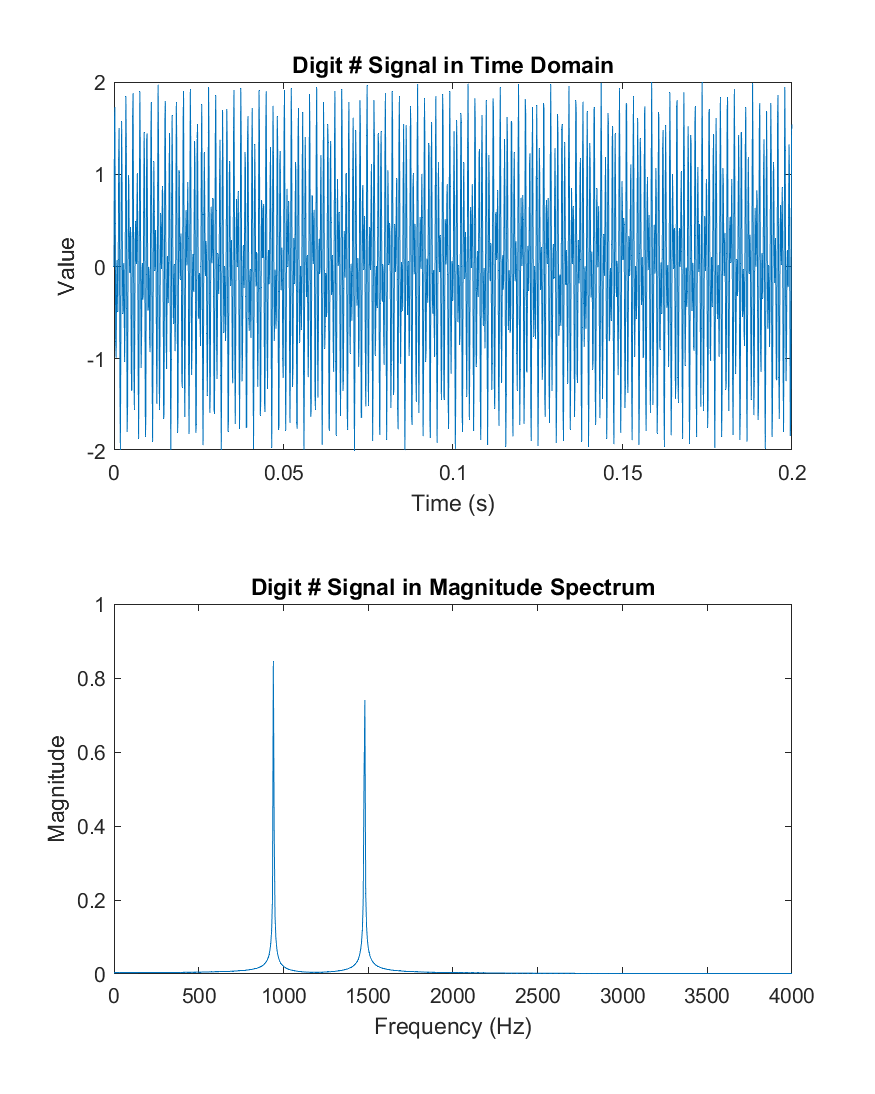 Digit # Signal in Time Domain
2
1
0
-1
-2
Value
0 0.05 0.1 0.15 0.2
Time (s)
Digit # Signal in Magnitude Spectrum
1
0.8
0.6
0.4
0.2
0
Magnitude
0 500 1000 1500 2000 2500 3000 3500 4000
Frequency (Hz)